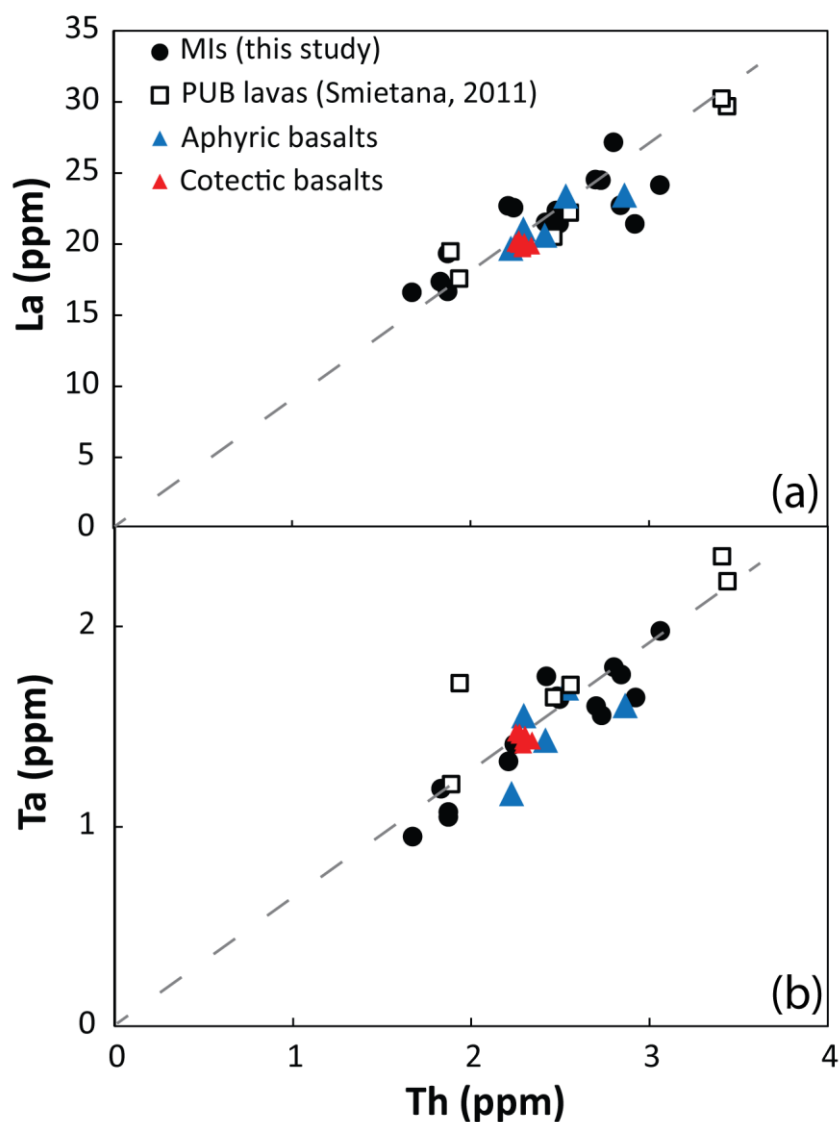 35
30
25
20
15
10
5
0
La (ppm)
MIs (this study)
PUB lavas (Smietana, 2011)
Aphyric basalts
Cotectic basalts
(a)
2
1
0
Ta (ppm)
(b)
0 1 2 3 4
Th (ppm)